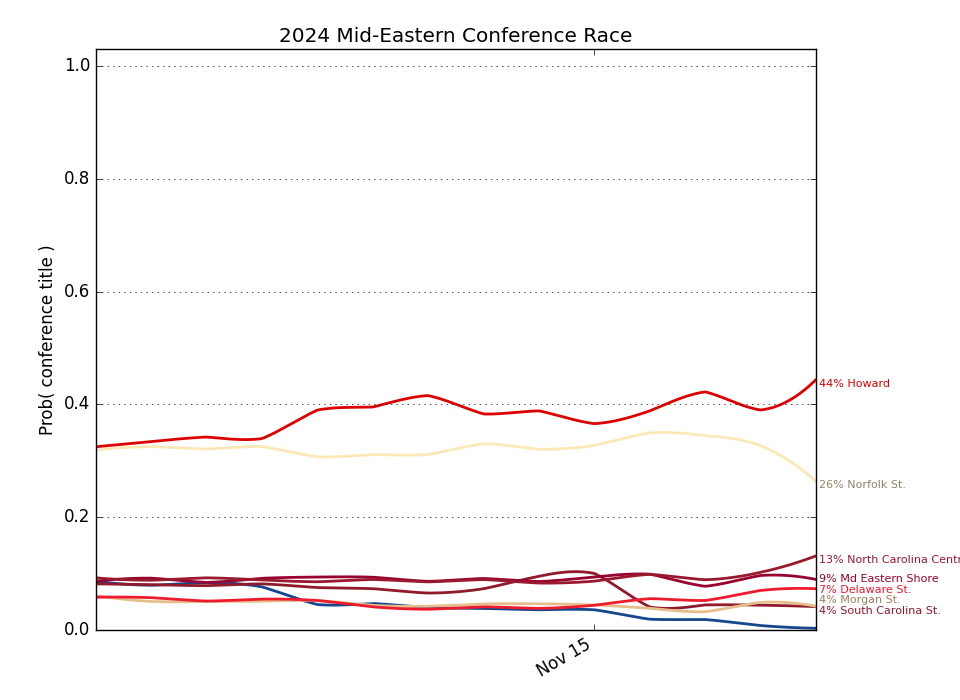 2024 Mid-Eastern Conference Race
1.0
0.8
0.6
0.4
0.2
0.0
Prob( conference title )
Nov 15
44% Howard
26% Norfolk St.
13% North Carolina Centr
9% Md Eastern Shore
7% Delaware St.
4% Morgan St.
4% South Carolina St.